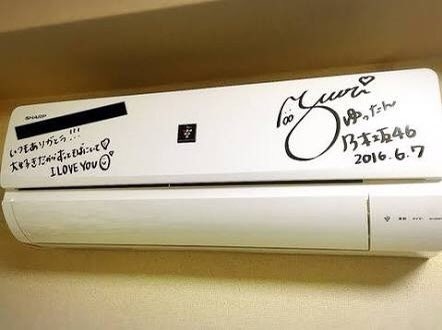 SHARP
いつもありがとう!!!
大好きだからずっとそばにいて♡
I LOVE YOU
Yuuri♡
ゆったん
乃木坂46
2016.6.7